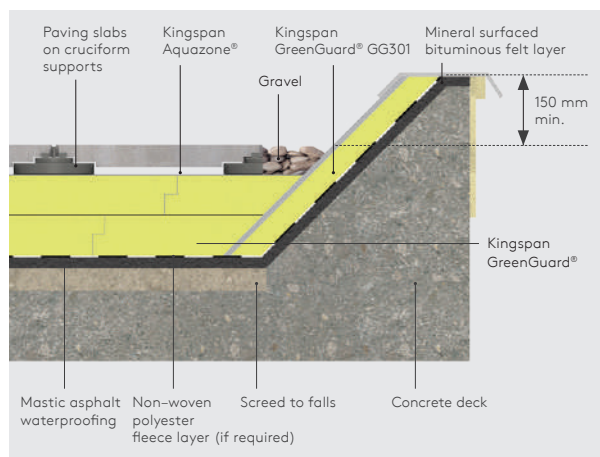 Paving slabs
on cruciform
supports
Kingspan
Aquazone®
Kingspan
GreenGuard® GG301
Mineral surfaced
bituminous felt layer
Gravel
150 mm
min.
Kingspan
GreenGuard®
Mastic asphalt
waterproofing
Non–woven
polyester
fleece layer (if required)
Screed to falls
Concrete deck